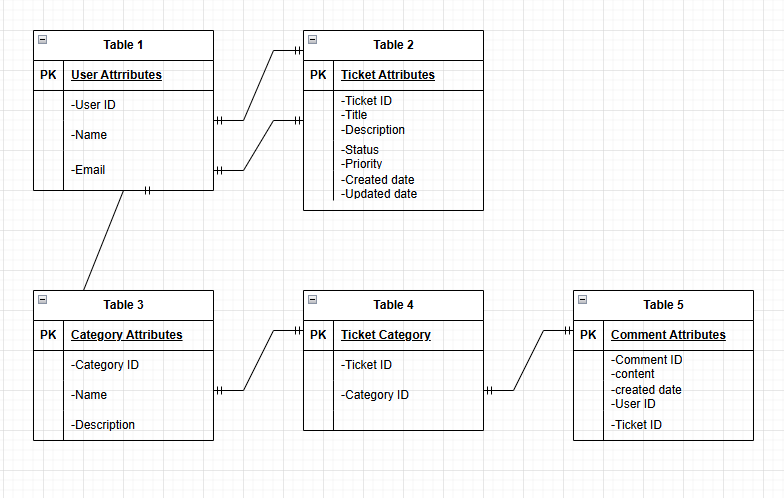 Table 1
PK User Attrributes
-User ID
-Name
-Email
Table 2
PK Ticket Attributes
-Ticket ID
-Title
-Description
-Status
-Priority
-Created date
-Updated date
Table 3
PK Category Attributes
-Category ID
-Name
-Description
Table 4
PK Ticket Category
-Ticket ID
-Category ID
Table 5
PK Comment Attributes
-Comment ID
-content
-created date
-User ID
-Ticket ID